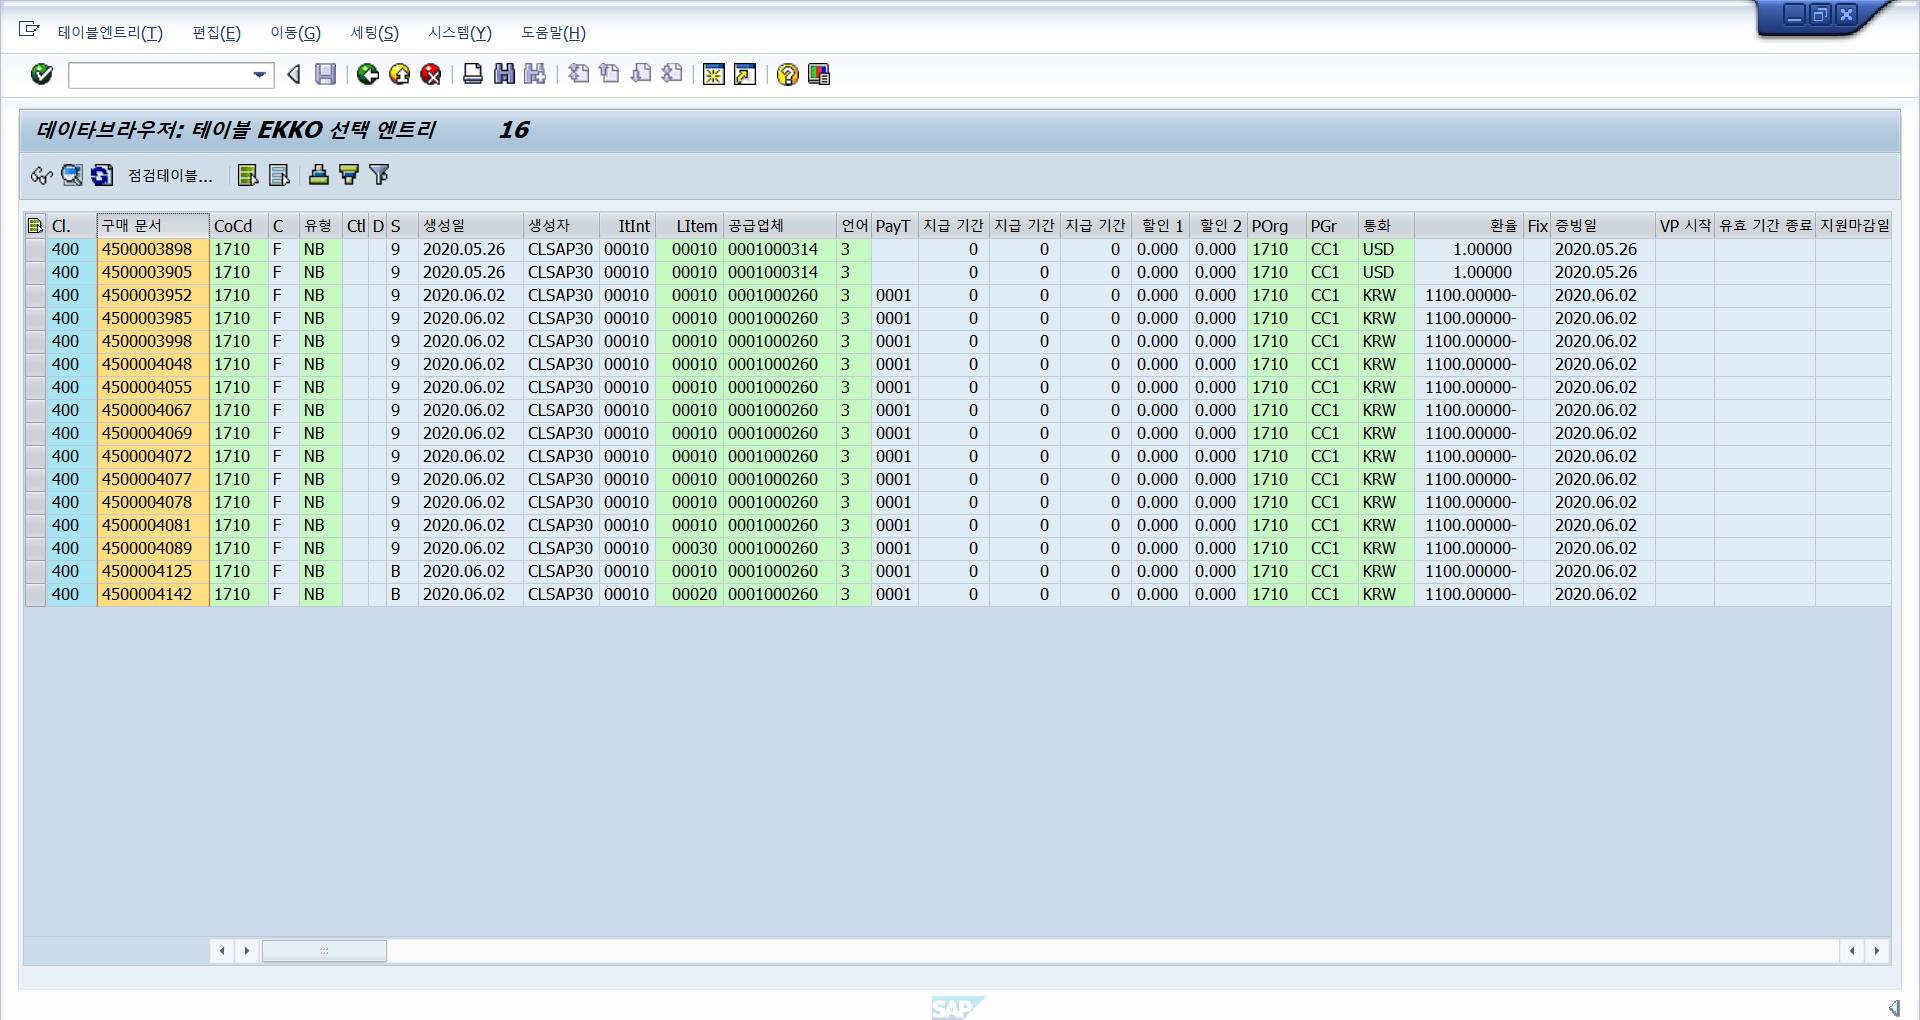 테이블엔트리(T) 편집(E) 이동(G) 세팅(S) 시스템(Y) 도움말(H)
데이타브라우저: 테이블 EKKO 선택 엔트리 16
점검테이블...
Cl. 구매 문서 CoCd C 유형 Ctl D S 생성일 생성자 ItInt LItem 공급업체 언어 PayT 지급 기간 지급 기간 지급 기간 할인 1 할인 2 POrg PGr 통화 환율 Fix 증빙일 VP 시작 유효 기간 종료 지원마감일
400 4500003898 1710 F NB 9 2020.05.26 CLSAP30 00010 00010 0001000314 3 0 0 0 0.000 0.000 1710 CC1 USD 1.00000 2020.05.26
400 4500003905 1710 F NB 9 2020.05.26 CLSAP30 00010 00010 0001000314 3 0 0 0 0.000 0.000 1710 CC1 USD 1.00000 2020.05.26
400 4500003952 1710 F NB 9 2020.06.02 CLSAP30 00010 00010 0001000260 3 0001 0 0 0 0.000 0.000 1710 CC1 KRW 1100.00000- 2020.06.02
400 4500003985 1710 F NB 9 2020.06.02 CLSAP30 00010 00010 0001000260 3 0001 0 0 0 0.000 0.000 1710 CC1 KRW 1100.00000- 2020.06.02
400 4500003998 1710 F NB 9 2020.06.02 CLSAP30 00010 00010 0001000260 3 0001 0 0 0 0.000 0.000 1710 CC1 KRW 1100.00000- 2020.06.02
400 4500004048 1710 F NB 9 2020.06.02 CLSAP30 00010 00010 0001000260 3 0001 0 0 0 0.000 0.000 1710 CC1 KRW 1100.00000- 2020.06.02
400 4500004055 1710 F NB 9 2020.06.02 CLSAP30 00010 00010 0001000260 3 0001 0 0 0 0.000 0.000 1710 CC1 KRW 1100.00000- 2020.06.02
400 4500004067 1710 F NB 9 2020.06.02 CLSAP30 00010 00010 0001000260 3 0001 0 0 0 0.000 0.000 1710 CC1 KRW 1100.00000- 2020.06.02
400 4500004069 1710 F NB 9 2020.06.02 CLSAP30 00010 00010 0001000260 3 0001 0 0 0 0.000 0.000 1710 CC1 KRW 1100.00000- 2020.06.02
400 4500004072 1710 F NB 9 2020.06.02 CLSAP30 00010 00010 0001000260 3 0001 0 0 0 0.000 0.000 1710 CC1 KRW 1100.00000- 2020.06.02
400 4500004077 1710 F NB 9 2020.06.02 CLSAP30 00010 00010 0001000260 3 0001 0 0 0 0.000 0.000 1710 CC1 KRW 1100.00000- 2020.06.02
400 4500004078 1710 F NB 9 2020.06.02 CLSAP30 00010 00010 0001000260 3 0001 0 0 0 0.000 0.000 1710 CC1 KRW 1100.00000- 2020.06.02
400 4500004081 1710 F NB 9 2020.06.02 CLSAP30 00010 00010 0001000260 3 0001 0 0 0 0.000 0.000 1710 CC1 KRW 1100.00000- 2020.06.02
400 4500004089 1710 F NB 9 2020.06.02 CLSAP30 00010 00030 0001000260 3 0001 0 0 0 0.000 0.000 1710 CC1 KRW 1100.00000- 2020.06.02
400 4500004125 1710 F NB B 2020.06.02 CLSAP30 00010 00010 0001000260 3 0001 0 0 0 0.000 0.000 1710 CC1 KRW 1100.00000- 2020.06.02
400 4500004142 1710 F NB B 2020.06.02 CLSAP30 00010 00020 0001000260 3 0001 0 0 0 0.000 0.000 1710 CC1 KRW 1100.00000- 2020.06.02
SAP